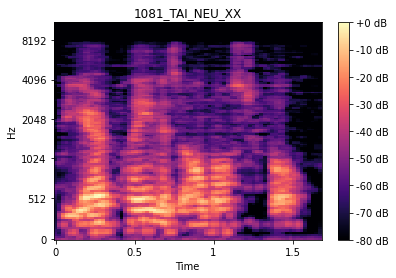 1081_TAI_NEU_XX
8192
4096
2048
1024
512
0
Hz
0
0.5
1
1.5
Time
+0 dB
-10 dB
-20 dB
-30 dB
-40 dB
-50 dB
-60 dB
-70 dB
-80 dB